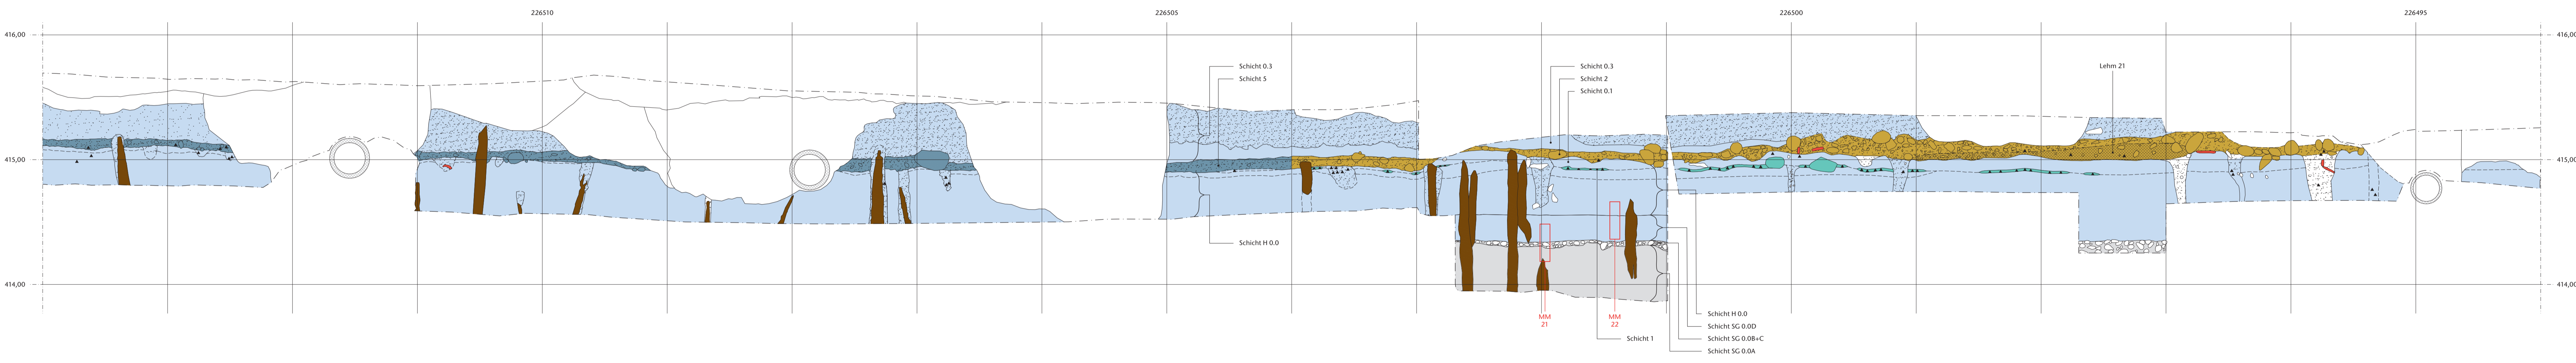 226510
226505
226500
226495
416,00
416,00
Schicht 0.3
Schicht 5
Schicht 0.3
Schicht 2
Schicht 0.1
Lehm 21
415,00
415,00
Schicht H 0.0
414,00
414,00
MM
21
MM
22
Schicht 1
Schicht H 0.0
Schicht SG 0.0D
Schicht SG 0.0B+C
Schicht SG 0.0A